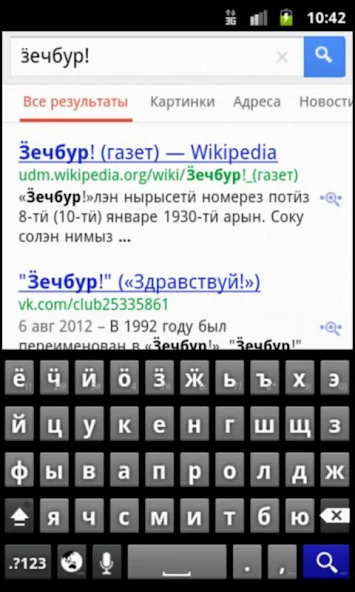 3G 10:42
ӟечбур!
Все результаты Картинки Адреса Новости
Ӟечбур! (газет) — Wikipedia
udm.wikipedia.org/wiki/Ӟечбур!_(газет)
«Ӟечбур!»лэн нырысетӥ номерез потӥз
8-тӥ (10-тӥ) январе 1930-тӥ арын. Соку
солэн нимыз ...
"Ӟечбур!" («Здравствуй!»)
vk.com/club25335861
6 авг 2012 – В 1992 году был
переименован в «Ӟечбур!». "Ӟечбур!"
ё ӵ ӥ ӧ ӟ ӝ ь ъ х э
й ц у к е н г ш щ з
ф ы в а п р о л д ж
я ч с м и т б ю
.?123 . ,